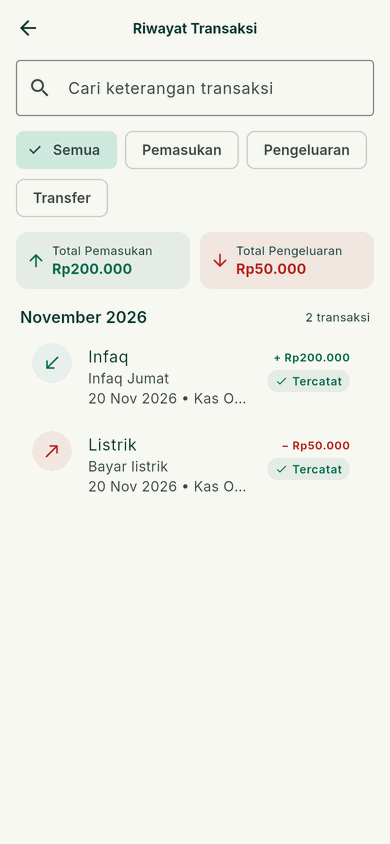 Riwayat Transaksi
Cari keterangan transaksi
Semua
Pemasukan
Pengeluaran
Transfer
Total Pemasukan
Rp200.000
Total Pengeluaran
Rp50.000
November 2026
2 transaksi
Infaq
+ Rp200.000
Infaq Jumat
Tercatat
20 Nov 2026 • Kas O...
Listrik
− Rp50.000
Bayar listrik
Tercatat
20 Nov 2026 • Kas O...